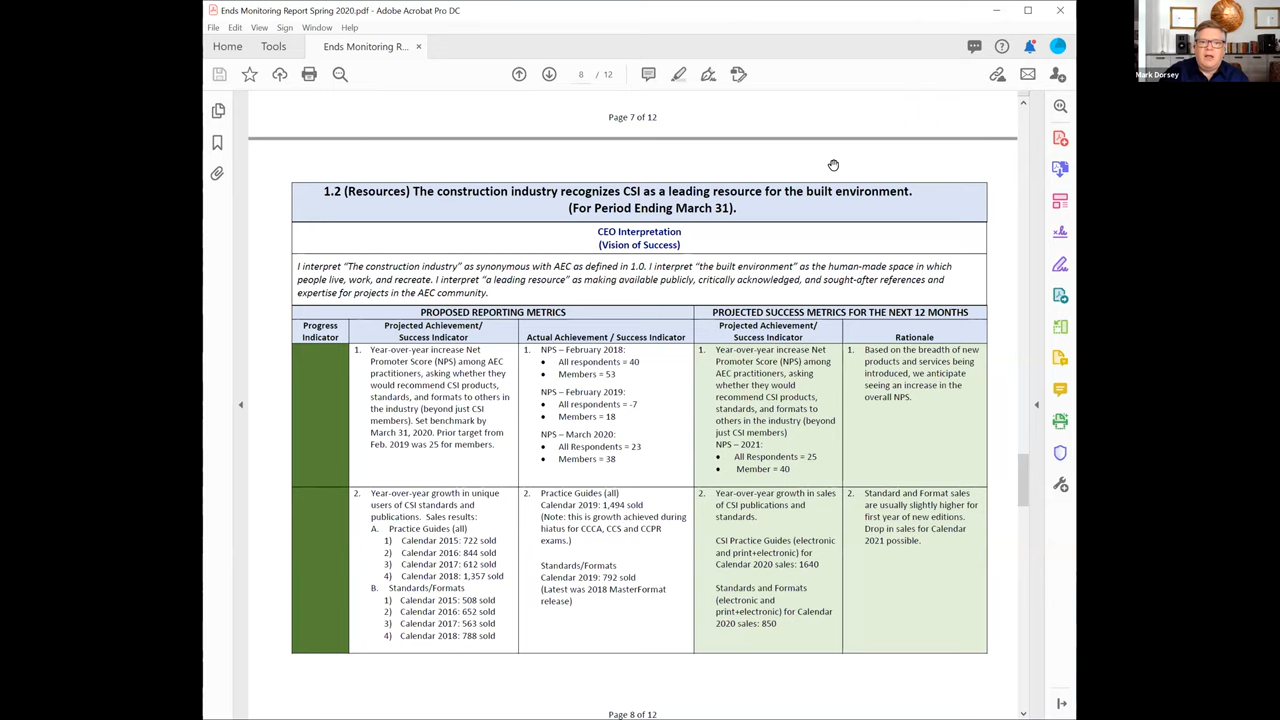 Ends Monitoring Report Spring 2020.pdf - Adobe Acrobat Pro DC
File Edit View Sign Window Help
Home Tools Ends Monitoring R... ×
8 / 12
Mark Dorsey
Page 7 of 12
1.2 (Resources) The construction industry recognizes CSI as a leading resource for the built environment.
(For Period Ending March 31).
CEO Interpretation
(Vision of Success)
I interpret “The construction industry” as synonymous with AEC as defined in 1.0. I interpret “the built environment” as the human-made space in which
people live, work, and recreate. I interpret “a leading resource” as making available publicly, critically acknowledged, and sought-after references and
expertise for projects in the AEC community.
PROPOSED REPORTING METRICS
PROJECTED SUCCESS METRICS FOR THE NEXT 12 MONTHS
Progress
Indicator
Projected Achievement/
Success Indicator
Actual Achievement / Success Indicator
Projected Achievement/
Success Indicator
Rationale
1. Year-over-year increase Net
Promoter Score (NPS) among AEC
practitioners, asking whether they
would recommend CSI products,
standards, and formats to others in
the industry (beyond just CSI
members). Set benchmark by
March 31, 2020. Prior target from
Feb. 2019 was 25 for members.
1. NPS – February 2018:
• All respondents = 40
• Members = 53
NPS – February 2019:
• All respondents = -7
• Members = 18
NPS – March 2020:
• All Respondents = 23
• Members = 38
1. Year-over-year increase Net
Promoter Score (NPS) among
AEC practitioners, asking
whether they would
recommend CSI products,
standards, and formats to
others in the industry (beyond
just CSI members)
NPS – 2021:
• All Respondents = 25
• Member = 40
1. Based on the breadth of new
products and services being
introduced, we anticipate
seeing an increase in the
overall NPS.
2. Year-over-year growth in unique
users of CSI standards and
publications. Sales results:
A. Practice Guides (all)
1) Calendar 2015: 722 sold
2) Calendar 2016: 844 sold
3) Calendar 2017: 612 sold
4) Calendar 2018: 1,357 sold
B. Standards/Formats
1) Calendar 2015: 508 sold
2) Calendar 2016: 652 sold
3) Calendar 2017: 563 sold
4) Calendar 2018: 788 sold
2. Practice Guides (all)
Calendar 2019: 1,494 sold
(Note: this is growth achieved during
hiatus for CCCA, CCS and CCPR
exams.)
Standards/Formats
Calendar 2019: 792 sold
(Latest was 2018 MasterFormat
release)
2. Year-over-year growth in sales
of CSI publications and
standards.
CSI Practice Guides (electronic
and print+electronic) for
Calendar 2020 sales: 1640
Standards and Formats
(electronic and
print+electronic) for Calendar
2020 sales: 850
2. Standard and Format sales
are usually slightly higher for
first year of new editions.
Drop in sales for Calendar
2021 possible.
Page 8 of 12